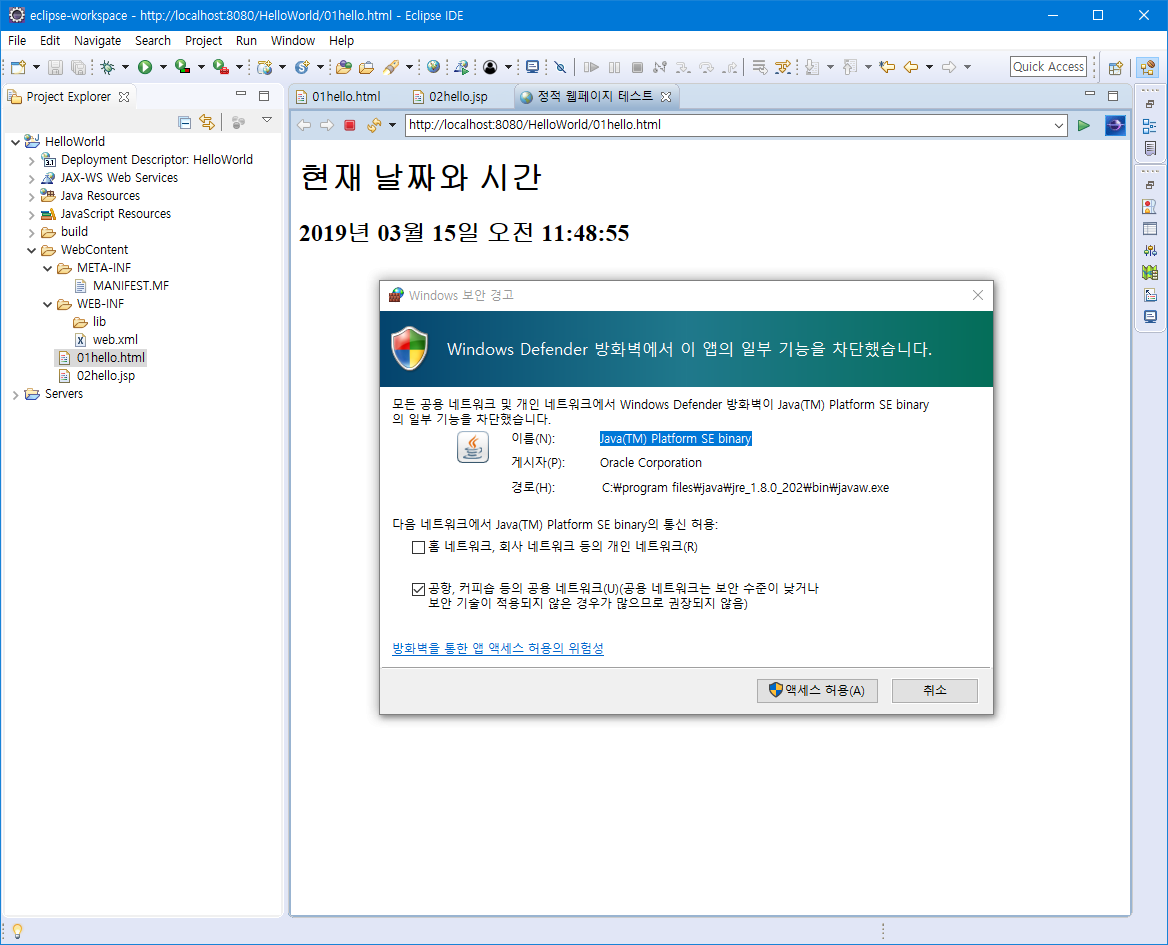 eclipse-workspace - http://localhost:8080/HelloWorld/01hello.html - Eclipse IDE
File Edit Navigate Search Project Run Window Help
Quick Access
Project Explorer
HelloWorld
3.1 Deployment Descriptor: HelloWorld
JAX-WS Web Services
Java Resources
JavaScript Resources
build
WebContent
META-INF
MANIFEST.MF
WEB-INF
lib
web.xml
01hello.html
02hello.jsp
Servers
01hello.html 02hello.jsp 정적 웹페이지 테스트
http://localhost:8080/HelloWorld/01hello.html
현재 날짜와 시간
2019년 03월 15일 오전 11:48:55
Windows 보안 경고
Windows Defender 방화벽에서 이 앱의 일부 기능을 차단했습니다.
모든 공용 네트워크 및 개인 네트워크에서 Windows Defender 방화벽이 Java(TM) Platform SE binary
의 일부 기능을 차단했습니다.
이름(N): Java(TM) Platform SE binary
게시자(P): Oracle Corporation
경로(H): C:₩program files₩java₩jre_1.8.0_202₩bin₩javaw.exe
다음 네트워크에서 Java(TM) Platform SE binary의 통신 허용:
홈 네트워크, 회사 네트워크 등의 개인 네트워크(R)
공항, 커피숍 등의 공용 네트워크(U)(공용 네트워크는 보안 수준이 낮거나
보안 기술이 적용되지 않은 경우가 많으므로 권장되지 않음)
방화벽을 통한 앱 액세스 허용의 위험성
액세스 허용(A) 취소